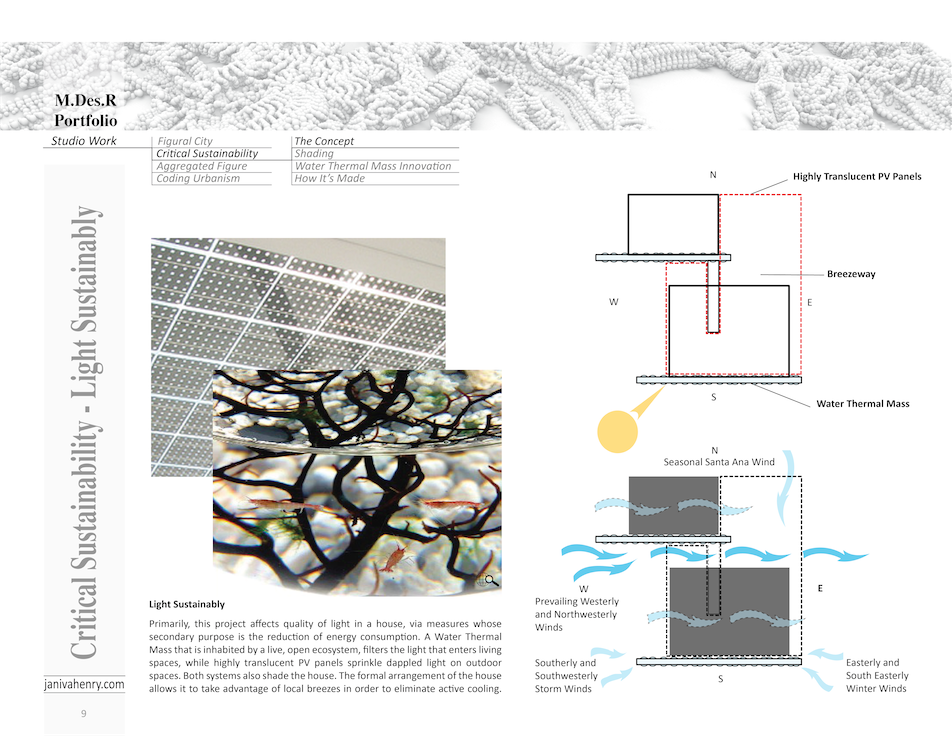 M.Des.R
Portfolio
Studio Work
Figural City
Critical Sustainability
Aggregated Figure
Coding Urbanism
The Concept
Shading
Water Thermal Mass Innovation
How It's Made
Critical Sustainability - Light Sustainably
N
Highly Translucent PV Panels
Breezeway
W
E
S
Water Thermal Mass
N
Seasonal Santa Ana Wind
W
Prevailing Westerly
and Northwesterly
Winds
E
Southerly and
Southwesterly
Storm Winds
S
Easterly and
South Easterly
Winter Winds
Light Sustainably
Primarily, this project affects quality of light in a house, via measures whose
secondary purpose is the reduction of energy consumption. A Water Thermal
Mass that is inhabited by a live, open ecosystem, filters the light that enters living
spaces, while highly translucent PV panels sprinkle dappled light on outdoor
spaces. Both systems also shade the house. The formal arrangement of the house
allows it to take advantage of local breezes in order to eliminate active cooling.
janivahenry.com
9